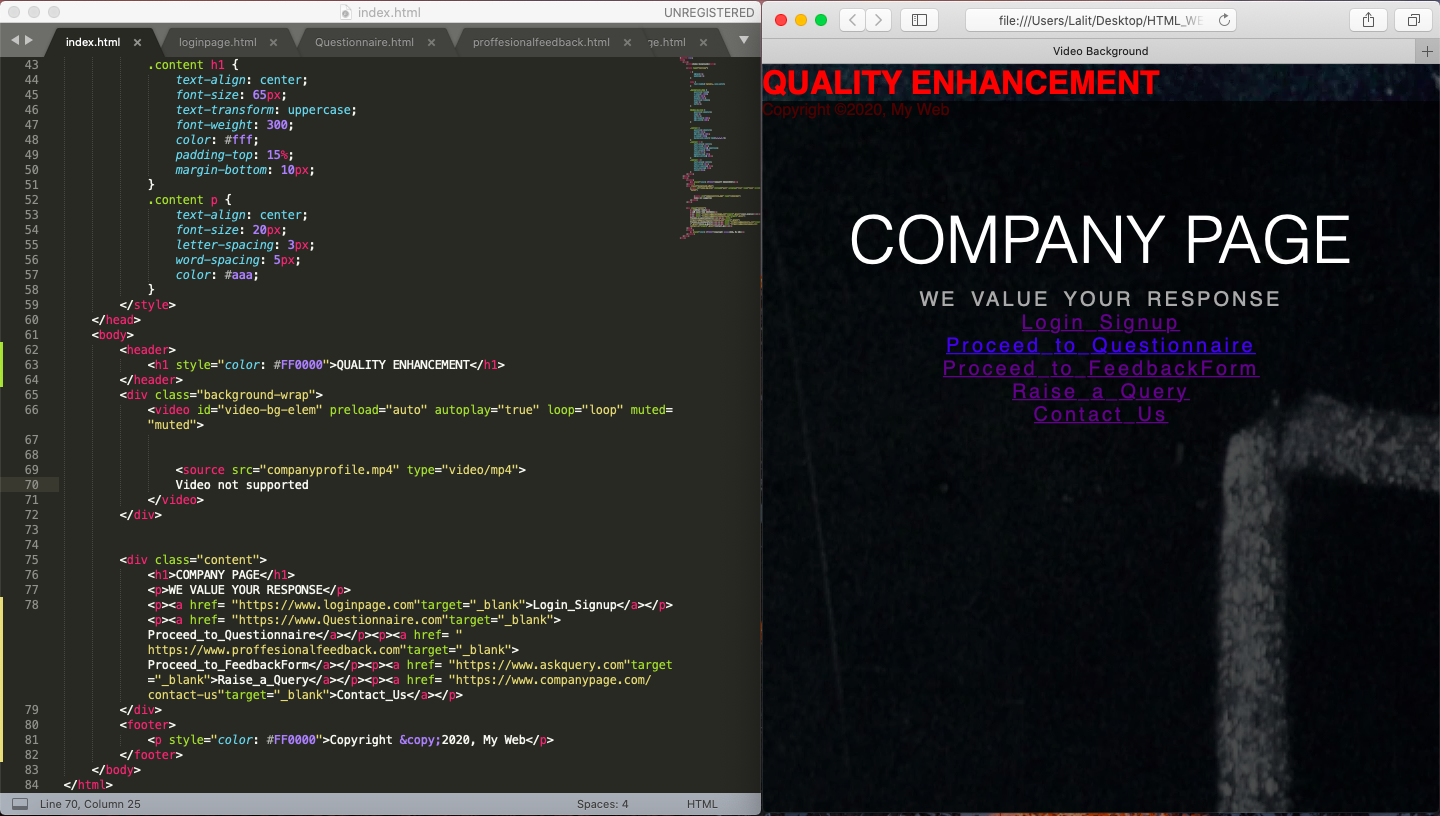 index.html
UNREGISTERED
index.html
loginpage.html
Questionnaire.html
proffesionalfeedback.html
ge.html
43 .content h1 {
44 text-align: center;
45 font-size: 65px;
46 text-transform: uppercase;
47 font-weight: 300;
48 color: #fff;
49 padding-top: 15%;
50 margin-bottom: 10px;
51 }
52 .content p {
53 text-align: center;
54 font-size: 20px;
55 letter-spacing: 3px;
56 word-spacing: 5px;
57 color: #aaa;
58 }
59 </style>
60 </head>
61 <body>
62 <header>
63 <h1 style="color: #FF0000">QUALITY ENHANCEMENT</h1>
64 </header>
65 <div class="background-wrap">
66 <video id="video-bg-elem" preload="auto" autoplay="true" loop="loop" muted=
"muted">
67
68
69 <source src="companyprofile.mp4" type="video/mp4">
70 Video not supported
71 </video>
72 </div>
73
74
75 <div class="content">
76 <h1>COMPANY PAGE</h1>
77 <p>WE VALUE YOUR RESPONSE</p>
78 <p><a href= "https://www.loginpage.com"target="_blank">Login_Signup</a></p>
<p><a href= "https://www.Questionnaire.com"target="_blank">
Proceed_to_Questionnaire</a></p><p><a href= "
https://www.proffesionalfeedback.com"target="_blank">
Proceed_to_FeedbackForm</a></p><p><a href= "https://www.askquery.com"target
="_blank">Raise_a_Query</a></p><p><a href= "https://www.companypage.com/
contact-us"target="_blank">Contact_Us</a></p>
79 </div>
80 <footer>
81 <p style="color: #FF0000">Copyright &copy;2020, My Web</p>
82 </footer>
83 </body>
84 </html>
Line 70, Column 25
Spaces: 4
HTML
file:///Users/Lalit/Desktop/HTML_WE
Video Background
QUALITY ENHANCEMENT
Copyright ©2020, My Web
COMPANY PAGE
WE VALUE YOUR RESPONSE
Login_Signup
Proceed_to_Questionnaire
Proceed_to_FeedbackForm
Raise_a_Query
Contact_Us